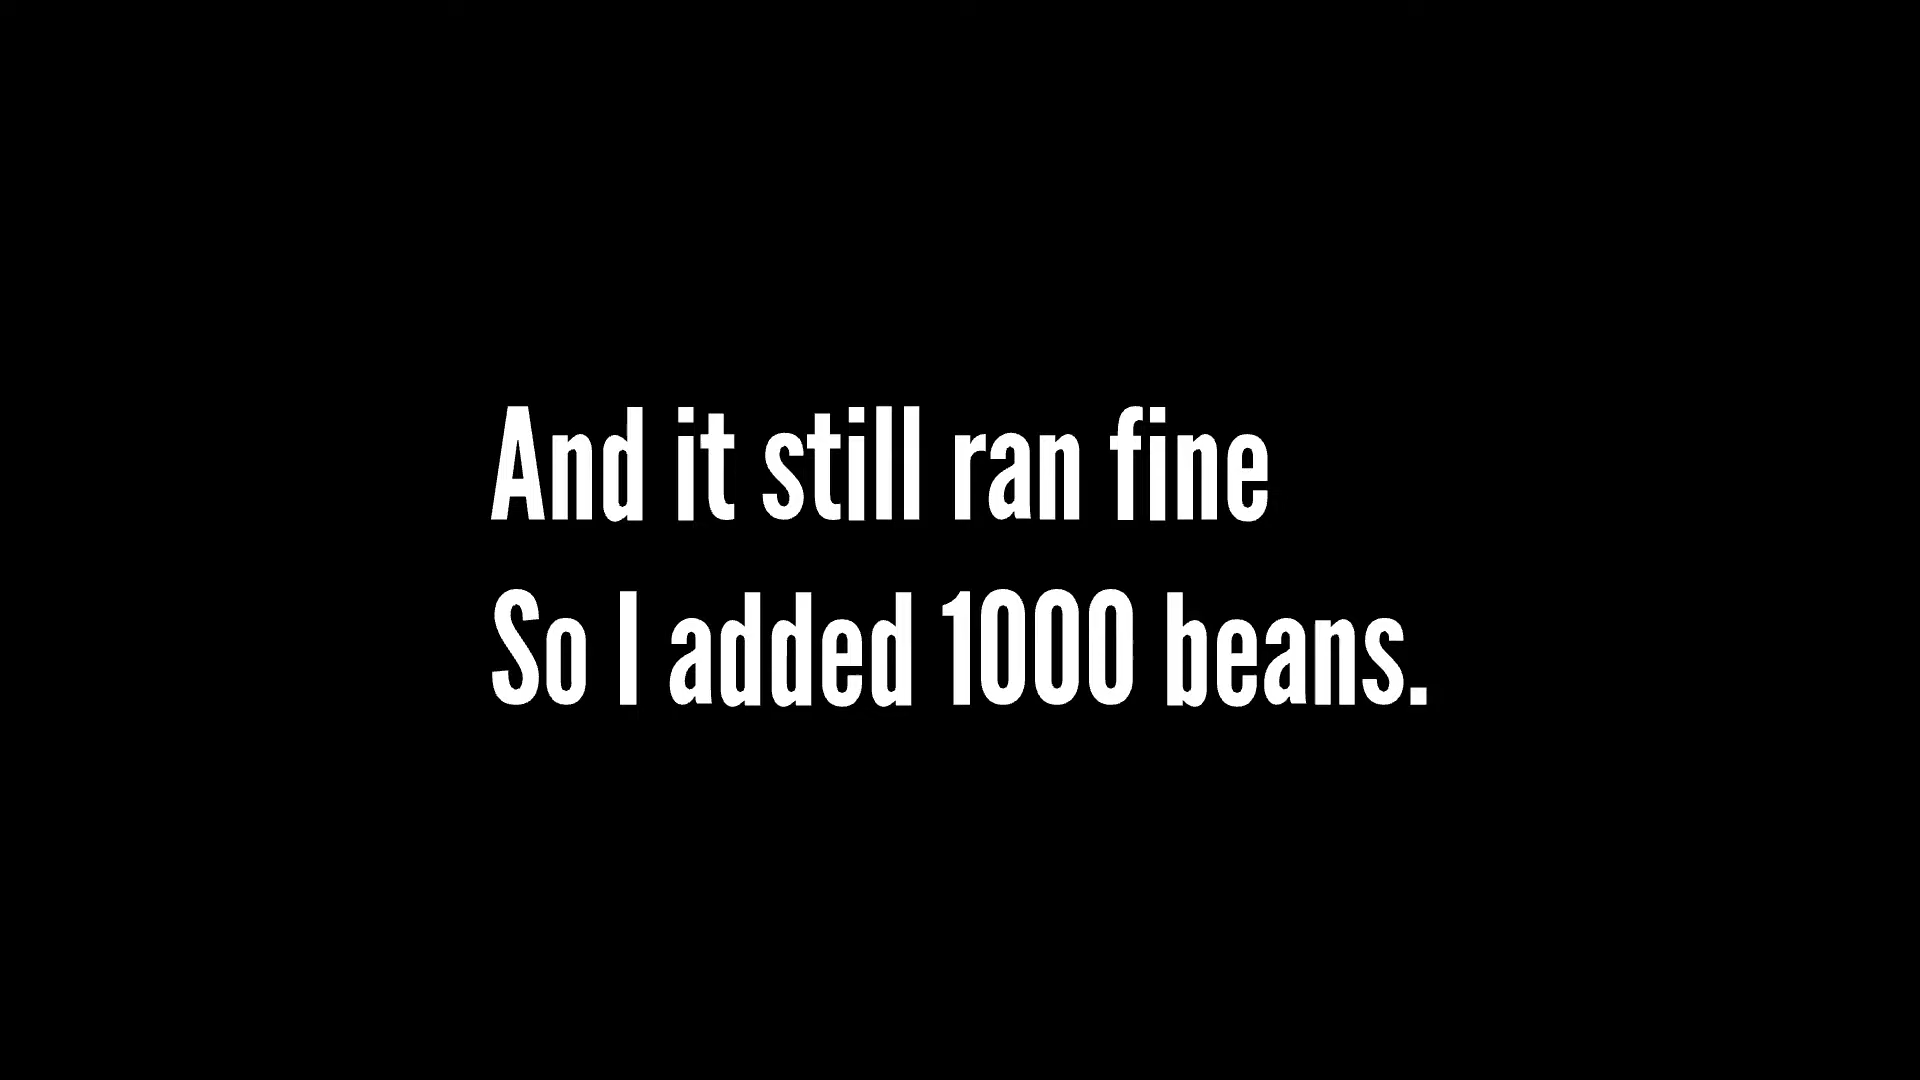 And it still ran fine
So I added 1000 beans.